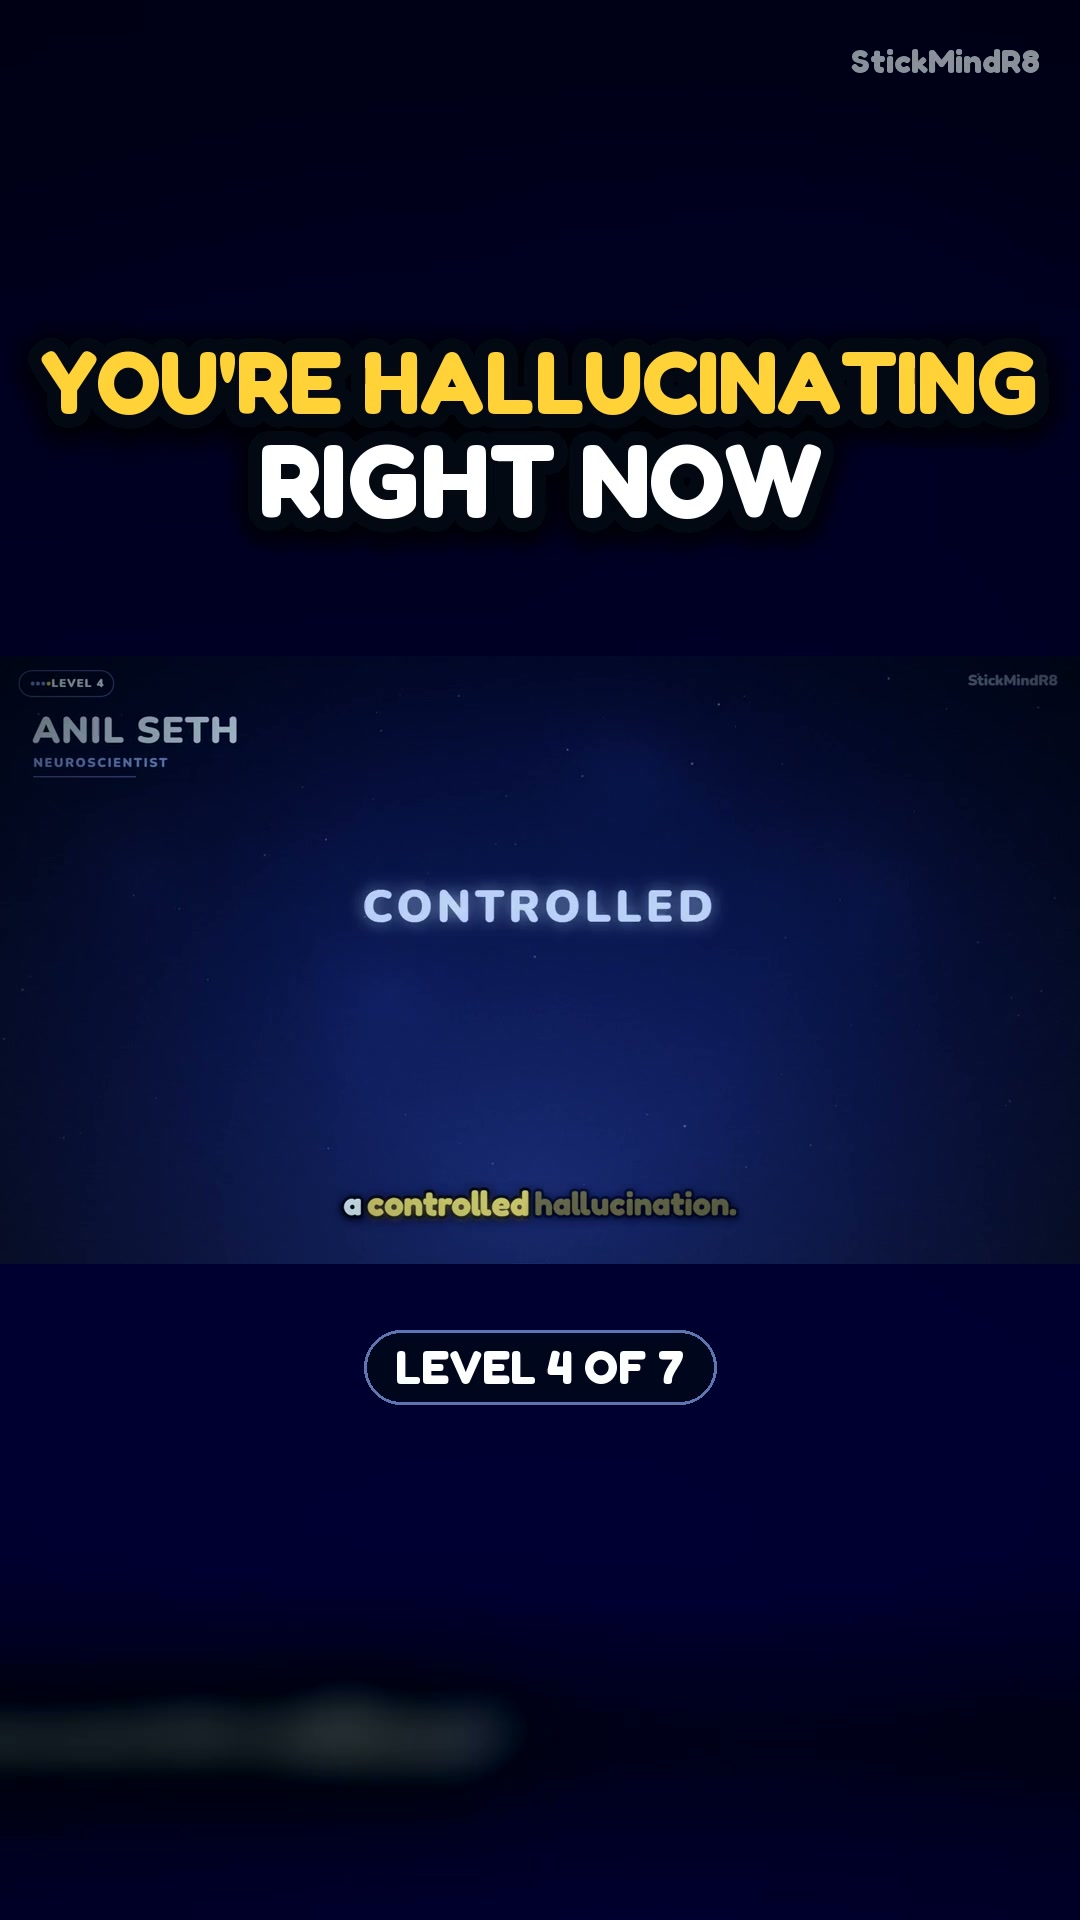 StickMindR8
YOU'RE HALLUCINATING
RIGHT NOW
LEVEL 4
StickMindR8
ANIL SETH
NEUROSCIENTIST
CONTROLLED
a controlled hallucination.
LEVEL 4 OF 7